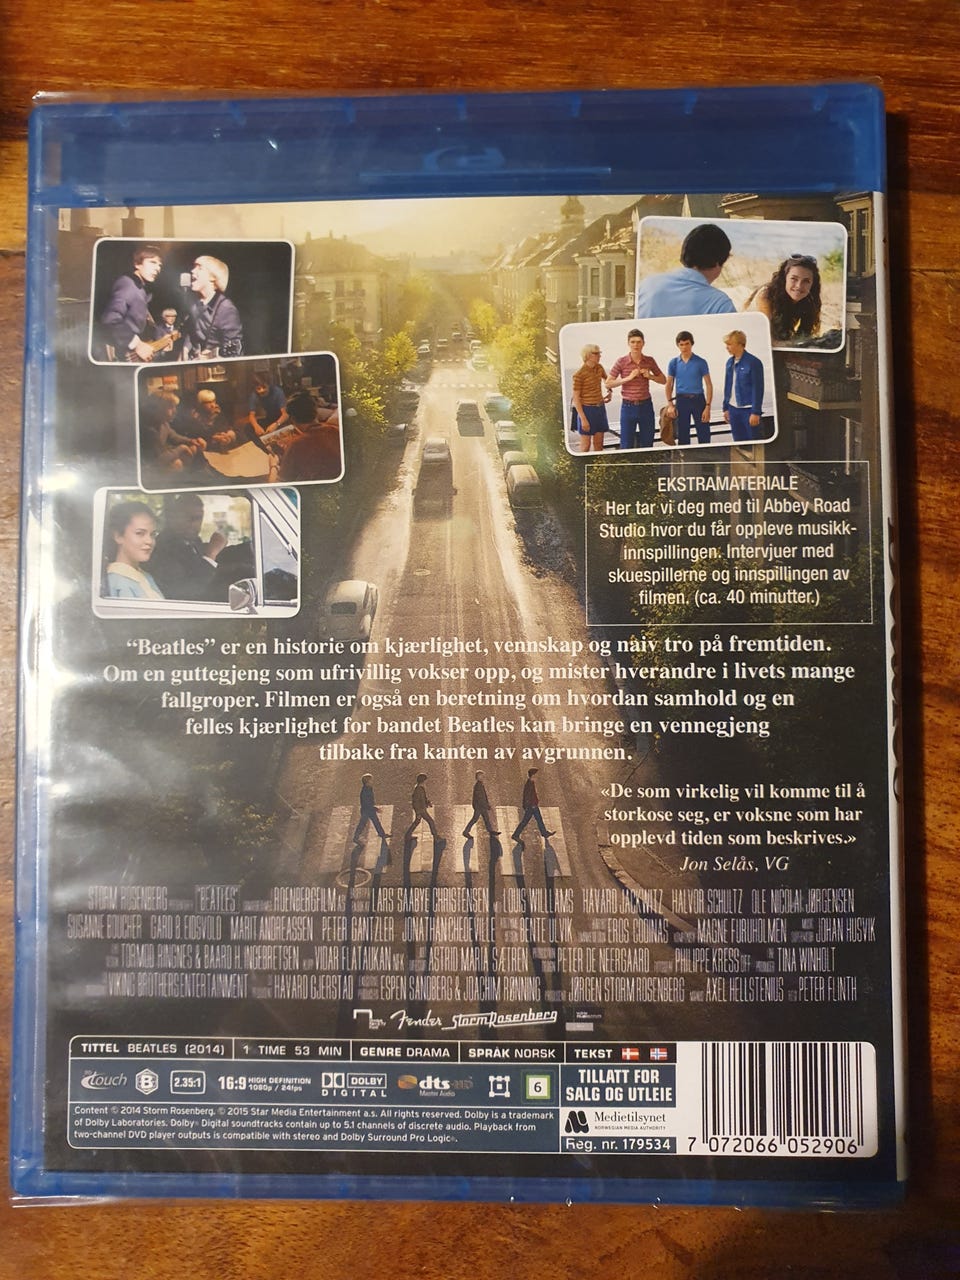 EKSTRAMATERIALE
Her tar vi deg med til Abbey Road
Studio hvor du får oppleve musikk-
innspillingen. Intervjuer med
skuespillerne og innspillingen av
filmen. (ca. 40 minutter.)
“Beatles” er en historie om kjærlighet, vennskap og naiv tro på fremtiden.
Om en guttegjeng som ufrivillig vokser opp, og mister hverandre i livets mange
fallgroper. Filmen er også en beretning om hvordan samhold og en
felles kjærlighet for bandet Beatles kan bringe en vennegjeng
tilbake fra kanten av avgrunnen.
«De som virkelig vil komme til å
storkose seg, er voksne som har
opplevd tiden som beskrives.»
Jon Selås, VG
STORM ROSENBERG "BEATLES" ROENBERGFILM AS LARS SAABYE CHRISTENSEN LOUIS WILLIAMS HAVARD JACKWITZ HALVOR SCHULTZ OLE NICOLAI JØRGENSEN
SUSANNE BOUCHER GARD B. EIDSVOLD MARIT ANDREASSEN PETER GANTZLER JONATHAN CHEDEVILLE BENTE ULVIK EROS CODINAS MAGNE FURUHOLMEN JOHAN HUSVIK
TORMOD RINGNES & BAARD H. INGEBRETSEN VIDAR FLATAUKAN NFK ASTRID MARIA SÆTREN PETER DE NEERGAARD PHILIPPE KRESS DFF TINA WINHOLT
VIKING BROTHERS ENTERTAINMENT HAVARD GJERSTAD ESPEN SANDBERG & JOACHIM RØNNING JØRGEN STORM ROSENBERG AXEL HELLSTENIUS PETER FLINTH
Fender StormRosenberg
TITTEL BEATLES (2014) 1 TIME 53 MIN GENRE DRAMA SPRÅK NORSK TEKST
touch B 2.35:1 16:9 HIGH DEFINITION 1080p / 24fps DOLBY DIGITAL dts-HD Master Audio 6
Content © 2014 Storm Rosenberg. © 2015 Star Media Entertainment a.s. All rights reserved. Dolby is a trademark
of Dolby Laboratories. Dolby Digital soundtracks contain up to 5.1 channels of discrete audio. Playback from
two-channel DVD player outputs is compatible with stereo and Dolby Surround Pro Logic.
TILLATT FOR
SALG OG UTLEIE
Medietilsynet
NORWEGIAN MEDIA AUTHORITY
Reg. nr. 179534
7 072066 052906